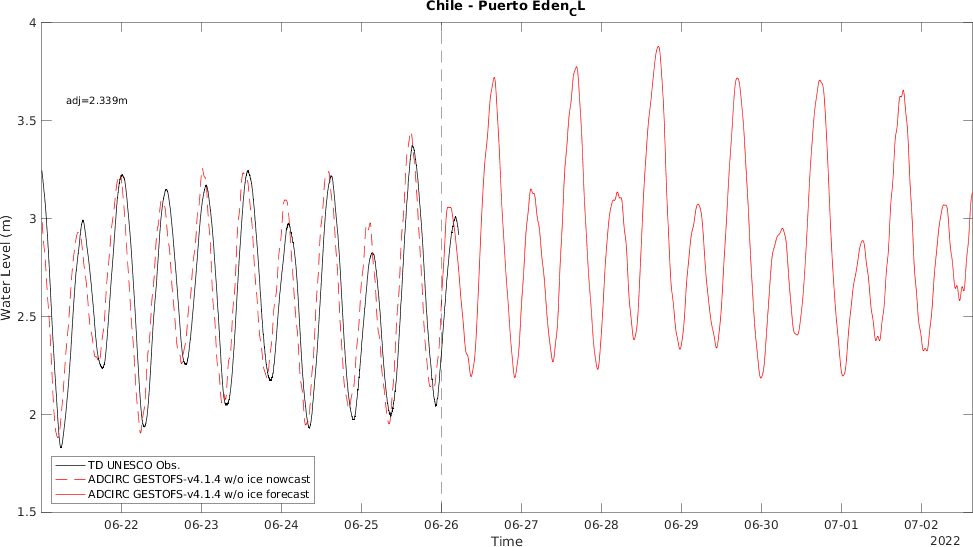 Chile - Puerto Eden_CL
adj=2.339m
Water Level (m)
4
3.5
3
2.5
2
1.5
TD UNESCO Obs.
ADCIRC GESTOFS-v4.1.4 w/o ice nowcast
ADCIRC GESTOFS-v4.1.4 w/o ice forecast
06-22 06-23 06-24 06-25 06-26 06-27 06-28 06-29 06-30 07-01 07-02
Time
2022